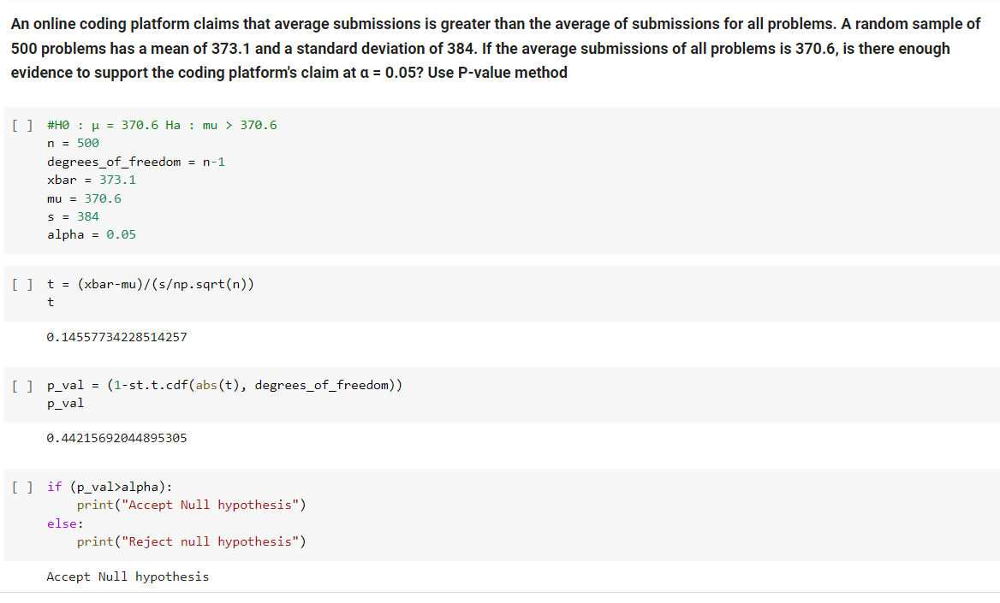 An online coding platform claims that average submissions is greater than the average of submissions for all problems. A random sample of
500 problems has a mean of 373.1 and a standard deviation of 384. If the average submissions of all problems is 370.6, is there enough
evidence to support the coding platform's claim at α = 0.05? Use P-value method
[ ] #H0 : μ = 370.6 Ha : mu > 370.6
n = 500
degrees_of_freedom = n-1
xbar = 373.1
mu = 370.6
s = 384
alpha = 0.05
[ ] t = (xbar-mu)/(s/np.sqrt(n))
t
0.14557734228514257
[ ] p_val = (1-st.t.cdf(abs(t), degrees_of_freedom))
p_val
0.44215692044895305
[ ] if (p_val>alpha):
print("Accept Null hypothesis")
else:
print("Reject null hypothesis")
Accept Null hypothesis